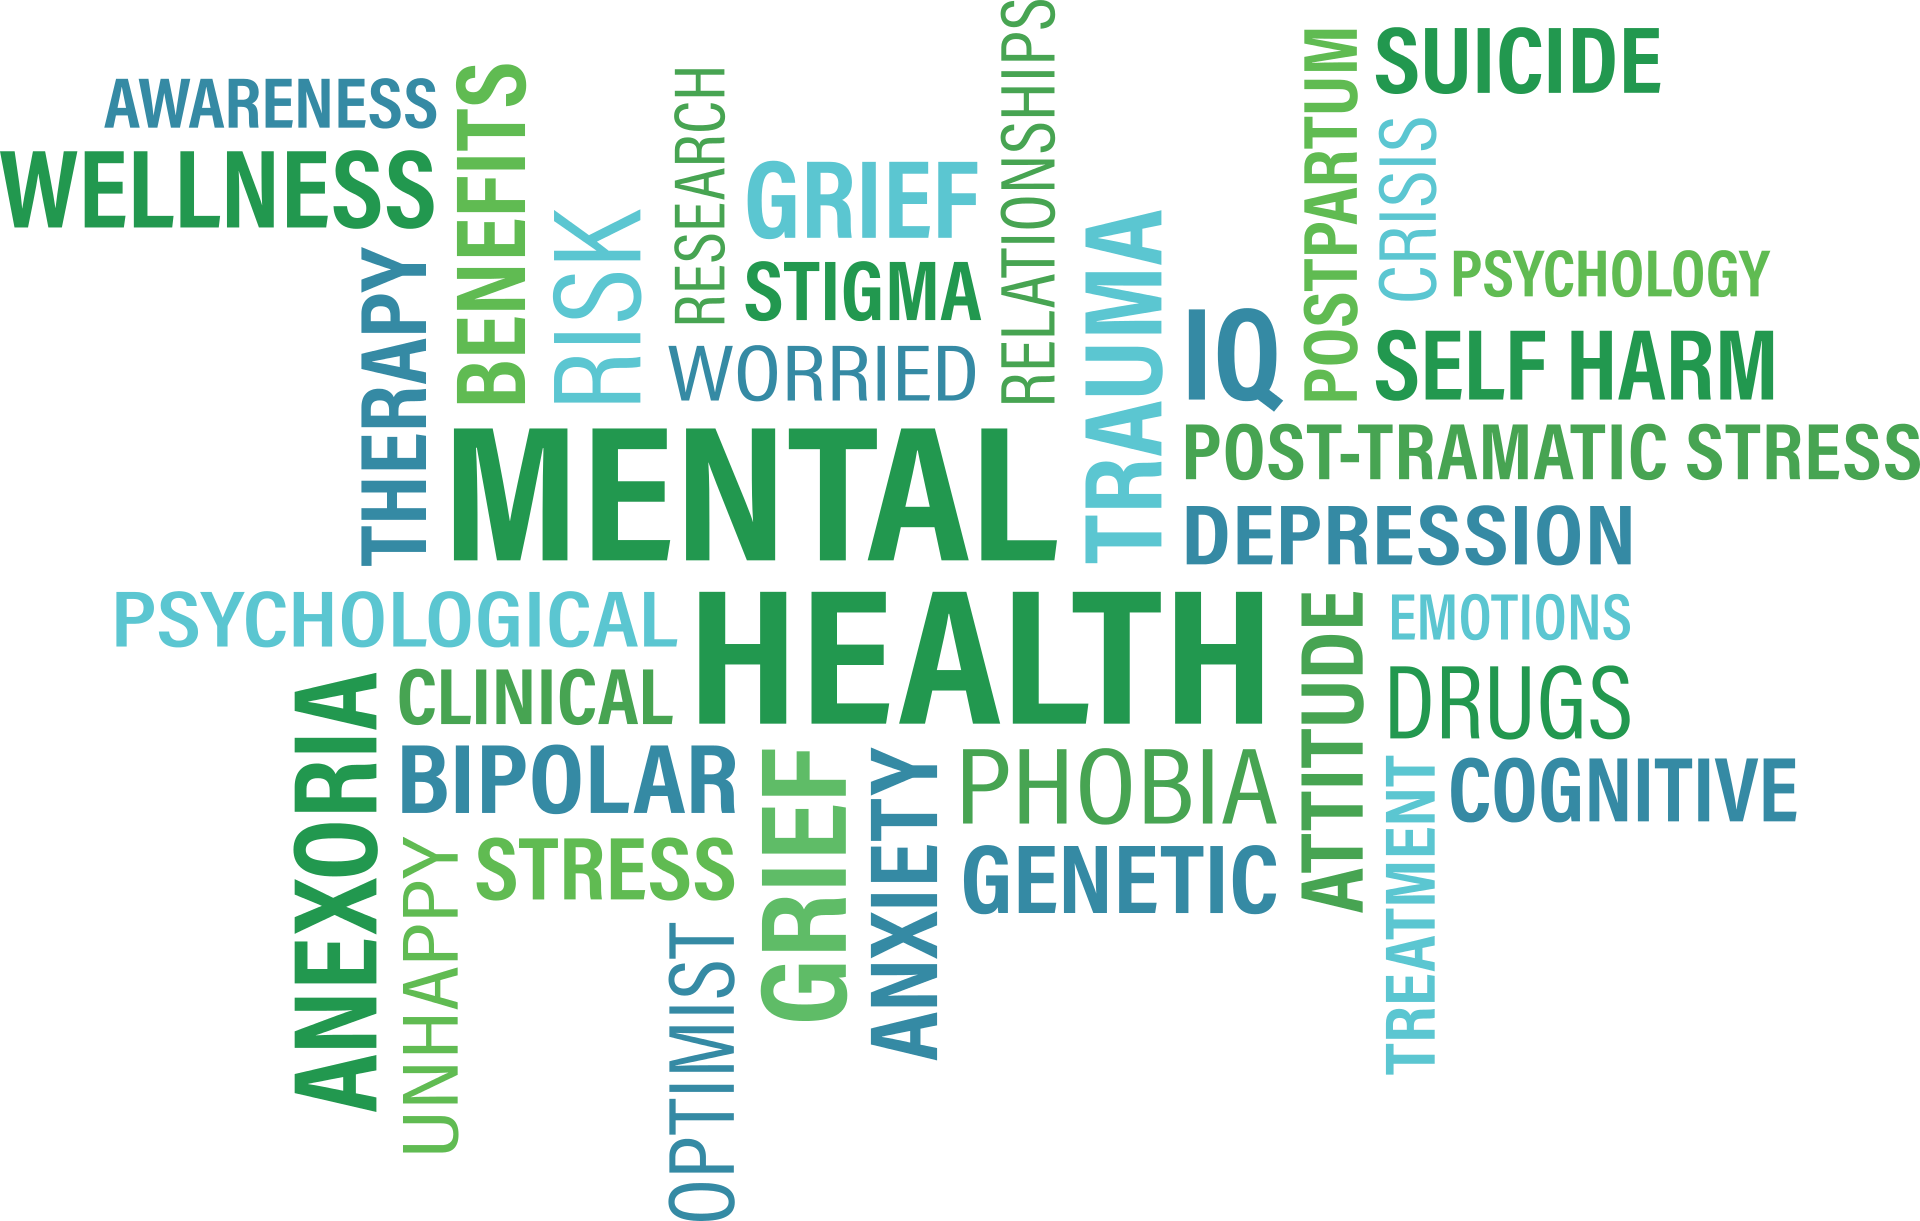 AWARENESS
WELLNESS
THERAPY
BENEFITS
RISK
RESEARCH
GRIEF
STIGMA
WORRIED
RELATIONSHIPS
TRAUMA
IQ
POSTPARTUM
SUICIDE
CRISIS
PSYCHOLOGY
SELF HARM
POST-TRAMATIC STRESS
DEPRESSION
MENTAL
HEALTH
PSYCHOLOGICAL
CLINICAL
ANEXORIA
BIPOLAR
UNHAPPY
STRESS
OPTIMIST
GRIEF
ANXIETY
PHOBIA
GENETIC
ATTITUDE
EMOTIONS
DRUGS
TREATMENT
COGNITIVE